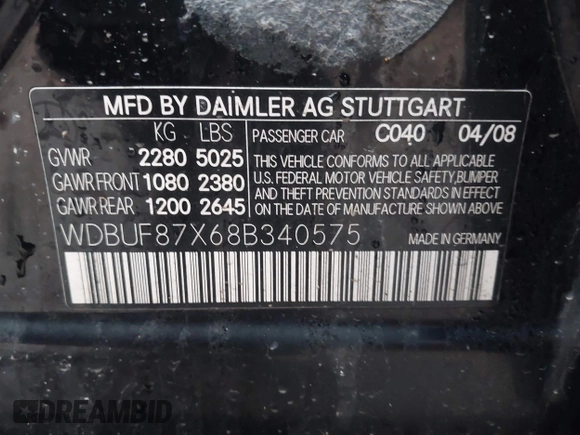 MFD BY DAIMLER AG STUTTGART
KG LBS
GVWR 2280 5025
GAWR FRONT 1080 2380
GAWR REAR 1200 2645
PASSENGER CAR C040 04/08
THIS VEHICLE CONFORMS TO ALL APPLICABLE
U.S. FEDERAL MOTOR VEHICLE SAFETY,BUMPER
AND THEFT PREVENTION STANDARDS IN EFFECT
ON THE DATE OF MANUFACTURE SHOWN ABOVE.
WDBUF87X68B340575 MADE IN GERMANY
DREAMBID